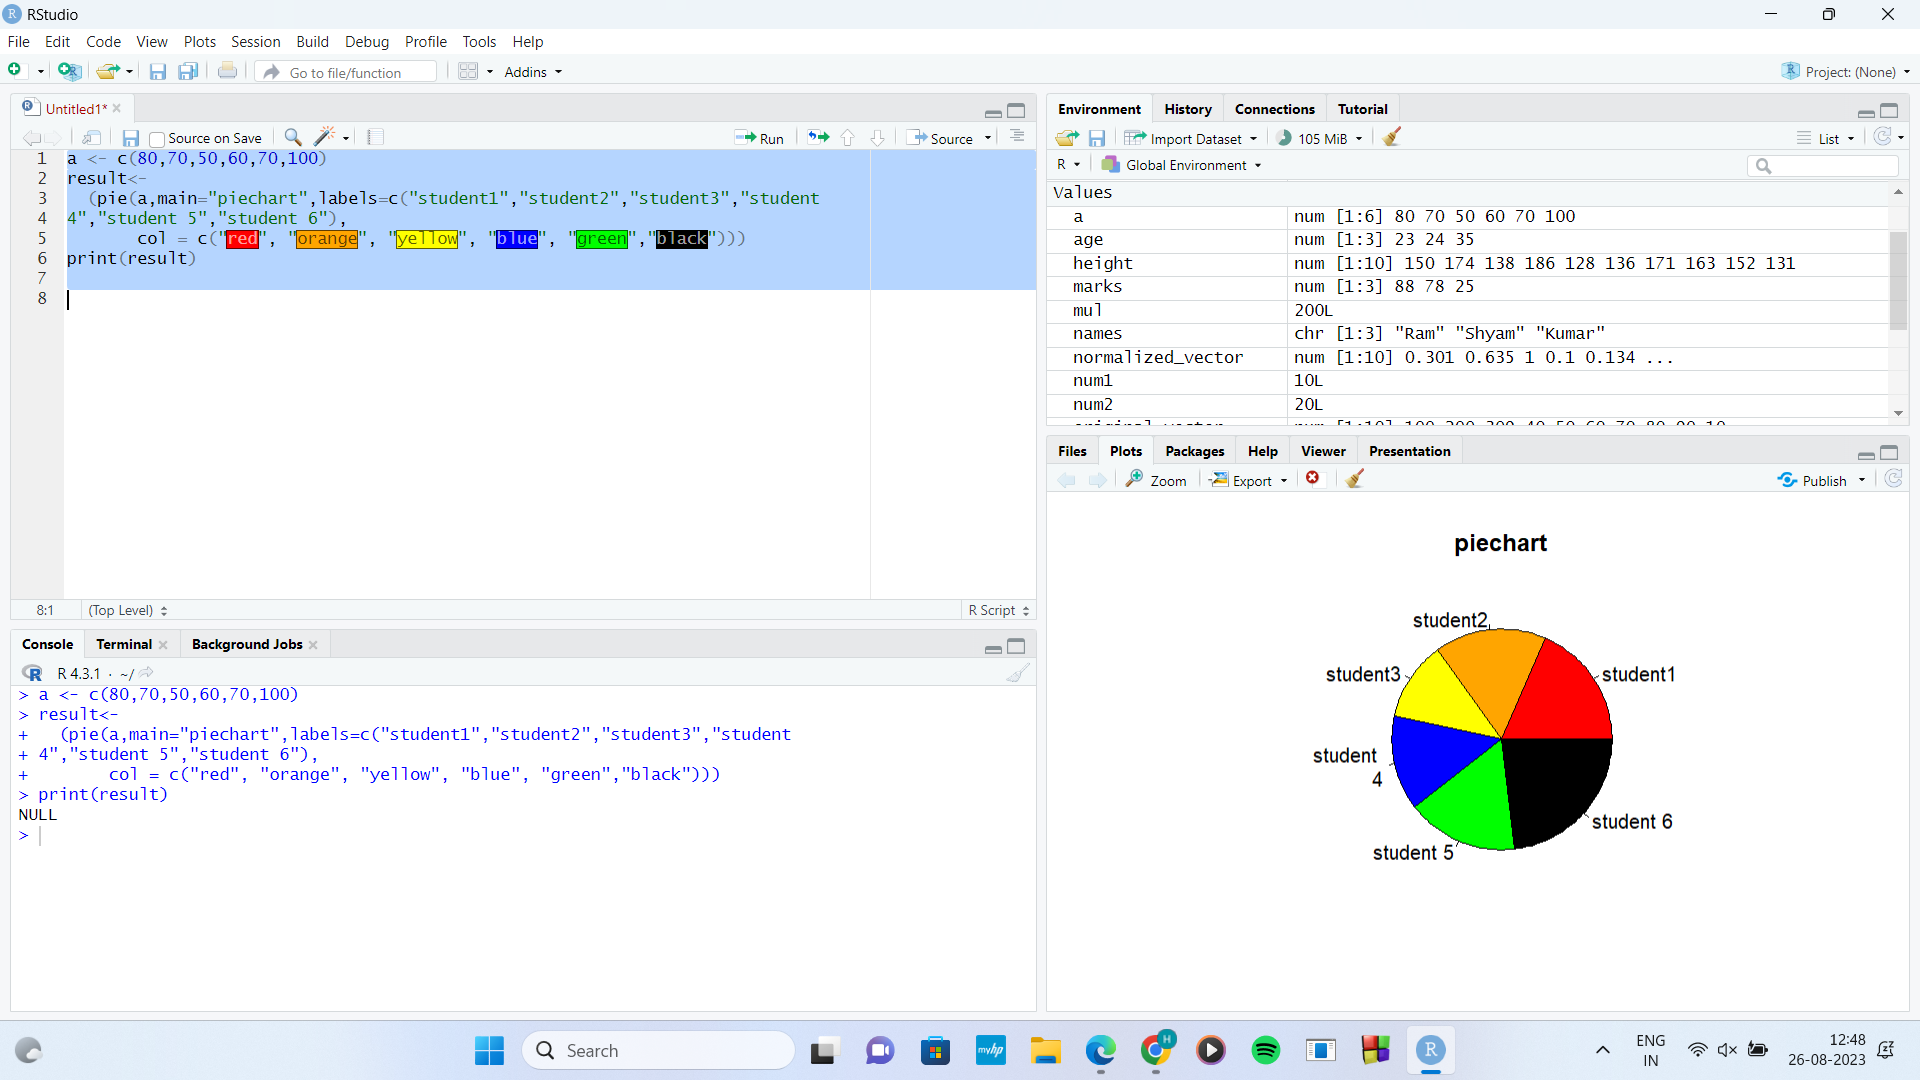 RStudio
File Edit Code View Plots Session Build Debug Profile Tools Help
Go to file/function Addins Project: (None)
Untitled1*
Source on Save Run Source
1 a <- c(80,70,50,60,70,100)
2 result<-
3 (pie(a,main="piechart",labels=c("student1","student2","student3","student
4 4","student 5","student 6"),
5 col = c("red", "orange", "yellow", "blue", "green","black")))
6 print(result)
7
8
8:1 (Top Level) R Script
Console Terminal Background Jobs
R 4.3.1 · ~/
> a <- c(80,70,50,60,70,100)
> result<-
+ (pie(a,main="piechart",labels=c("student1","student2","student3","student
+ 4","student 5","student 6"),
+ col = c("red", "orange", "yellow", "blue", "green","black")))
> print(result)
NULL
>
Environment History Connections Tutorial
Import Dataset 105 MiB List
R Global Environment
Values
a num [1:6] 80 70 50 60 70 100
age num [1:3] 23 24 35
height num [1:10] 150 174 138 186 128 136 171 163 152 131
marks num [1:3] 88 78 25
mul 200L
names chr [1:3] "Ram" "Shyam" "Kumar"
normalized_vector num [1:10] 0.301 0.635 1 0.1 0.134 ...
num1 10L
num2 20L
Files Plots Packages Help Viewer Presentation
Zoom Export Publish
piechart
student2
student3 student1
student
4
student 6
student 5
Search
myhp
H
R
ENG
IN
12:48
26-08-2023